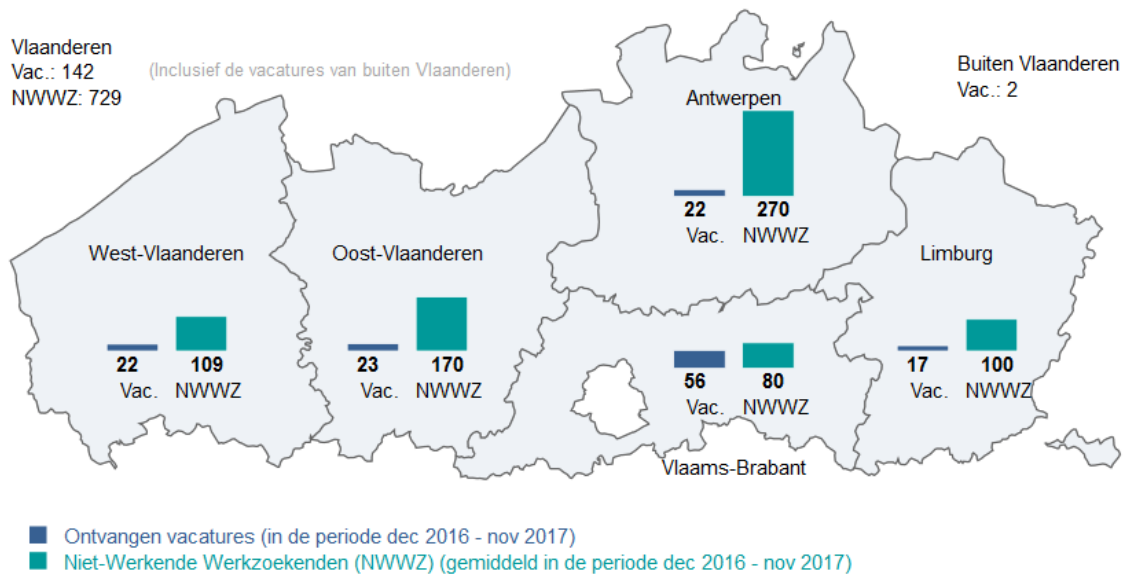 Vlaanderen
Vac.: 142
(Inclusief de vacatures van buiten Vlaanderen)
NWWZ: 729
Buiten Vlaanderen
Vac.: 2
Antwerpen
22 270
Vac. NWWZ
West-Vlaanderen
22 109
Vac. NWWZ
Oost-Vlaanderen
23 170
Vac. NWWZ
Limburg
17 100
Vac. NWWZ
56 80
Vac. NWWZ
Vlaams-Brabant
Ontvangen vacatures (in de periode dec 2016 - nov 2017)
Niet-Werkende Werkzoekenden (NWWZ) (gemiddeld in de periode dec 2016 - nov 2017)